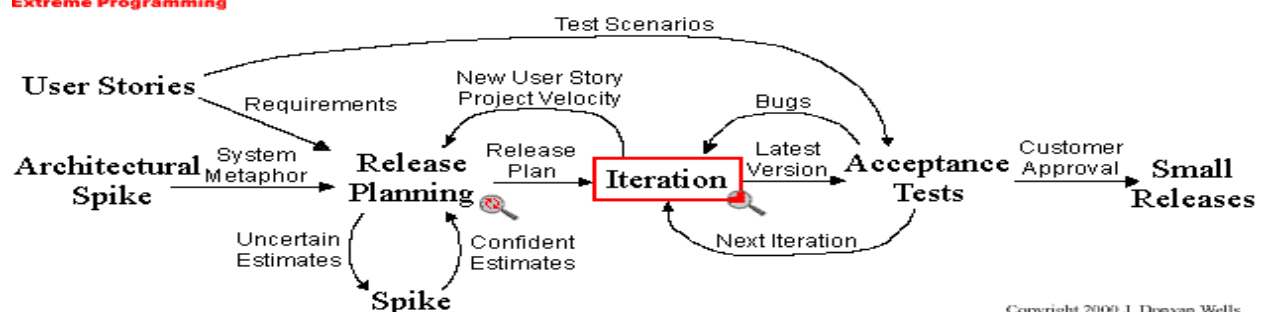 Extreme Programming
Test Scenarios
User Stories
New User Story
Project Velocity
Requirements
Bugs
Architectural
Spike
System
Metaphor
Release
Planning
Release
Plan
Iteration
Latest
Version
Acceptance
Tests
Customer
Approval
Small
Releases
Uncertain
Estimates
Confident
Estimates
Next Iteration
Spike
Copyright 2000 J. Donvan Wells